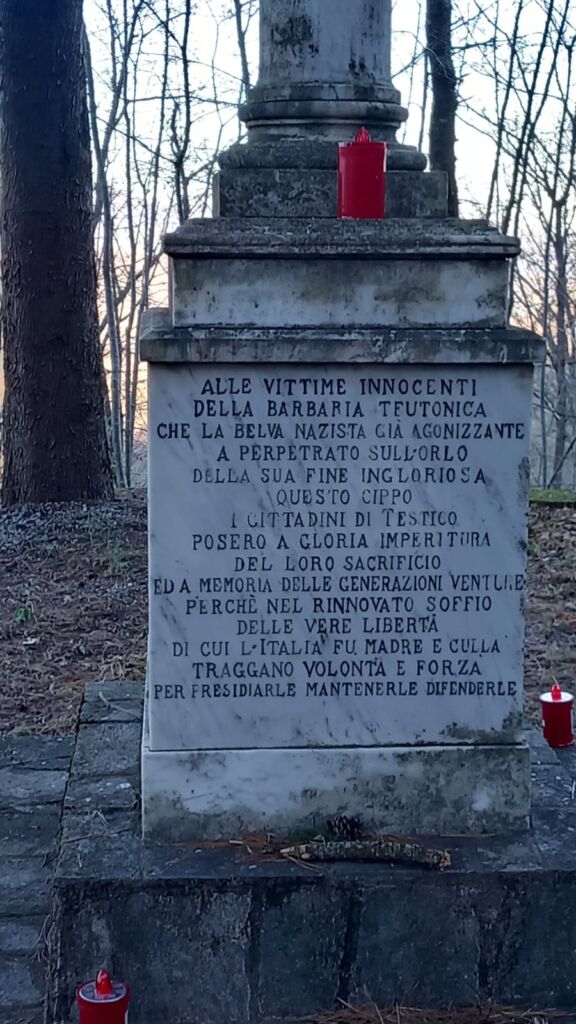 ALLE VITTIME INNOCENTI
DELLA BARBARIA TEUTONICA
CHE LA BELVA NAZISTA GIÀ AGONIZZANTE
A PERPETRATO SULL'ORLO
DELLA SUA FINE INGLORIOSA
QUESTO CIPPO
I CITTADINI DI TESTICO
POSERO A GLORIA IMPERITURA
DEL LORO SACRIFICIO
ED A MEMORIA DELLE GENERAZIONI VENTURE
PERCHÈ NEL RINNOVATO SOFFIO
DELLE VERE LIBERTÀ
DI CUI L'ITALIA FU MADRE E CULLA
TRAGGANO VOLONTÀ E FORZA
PER PRESIDIARLE MANTENERLE DIFENDERLE